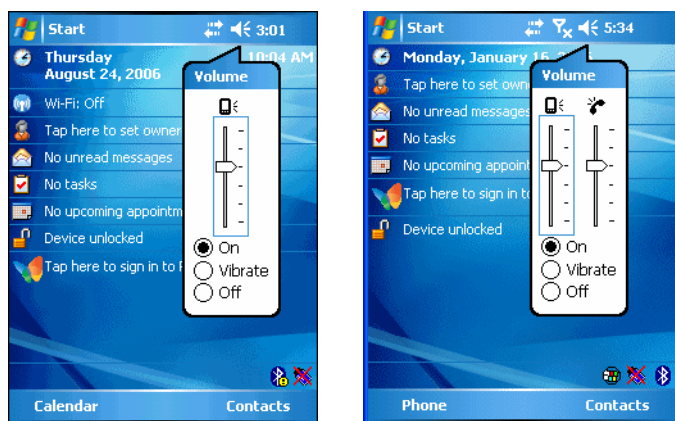 Start 3:01
Thursday 10:04 AM
August 24, 2006
Volume
Wi-Fi: Off
Tap here to set owner
No unread messages
No tasks
No upcoming appointm
Device unlocked
Tap here to sign in to
On
Vibrate
Off
Calendar Contacts
Start 5:34
Monday, January 16, 2
Volume
Tap here to set own
No unread messages
No tasks
No upcoming appoint
Tap here to sign in to
Device unlocked
On
Vibrate
Off
Phone Contacts